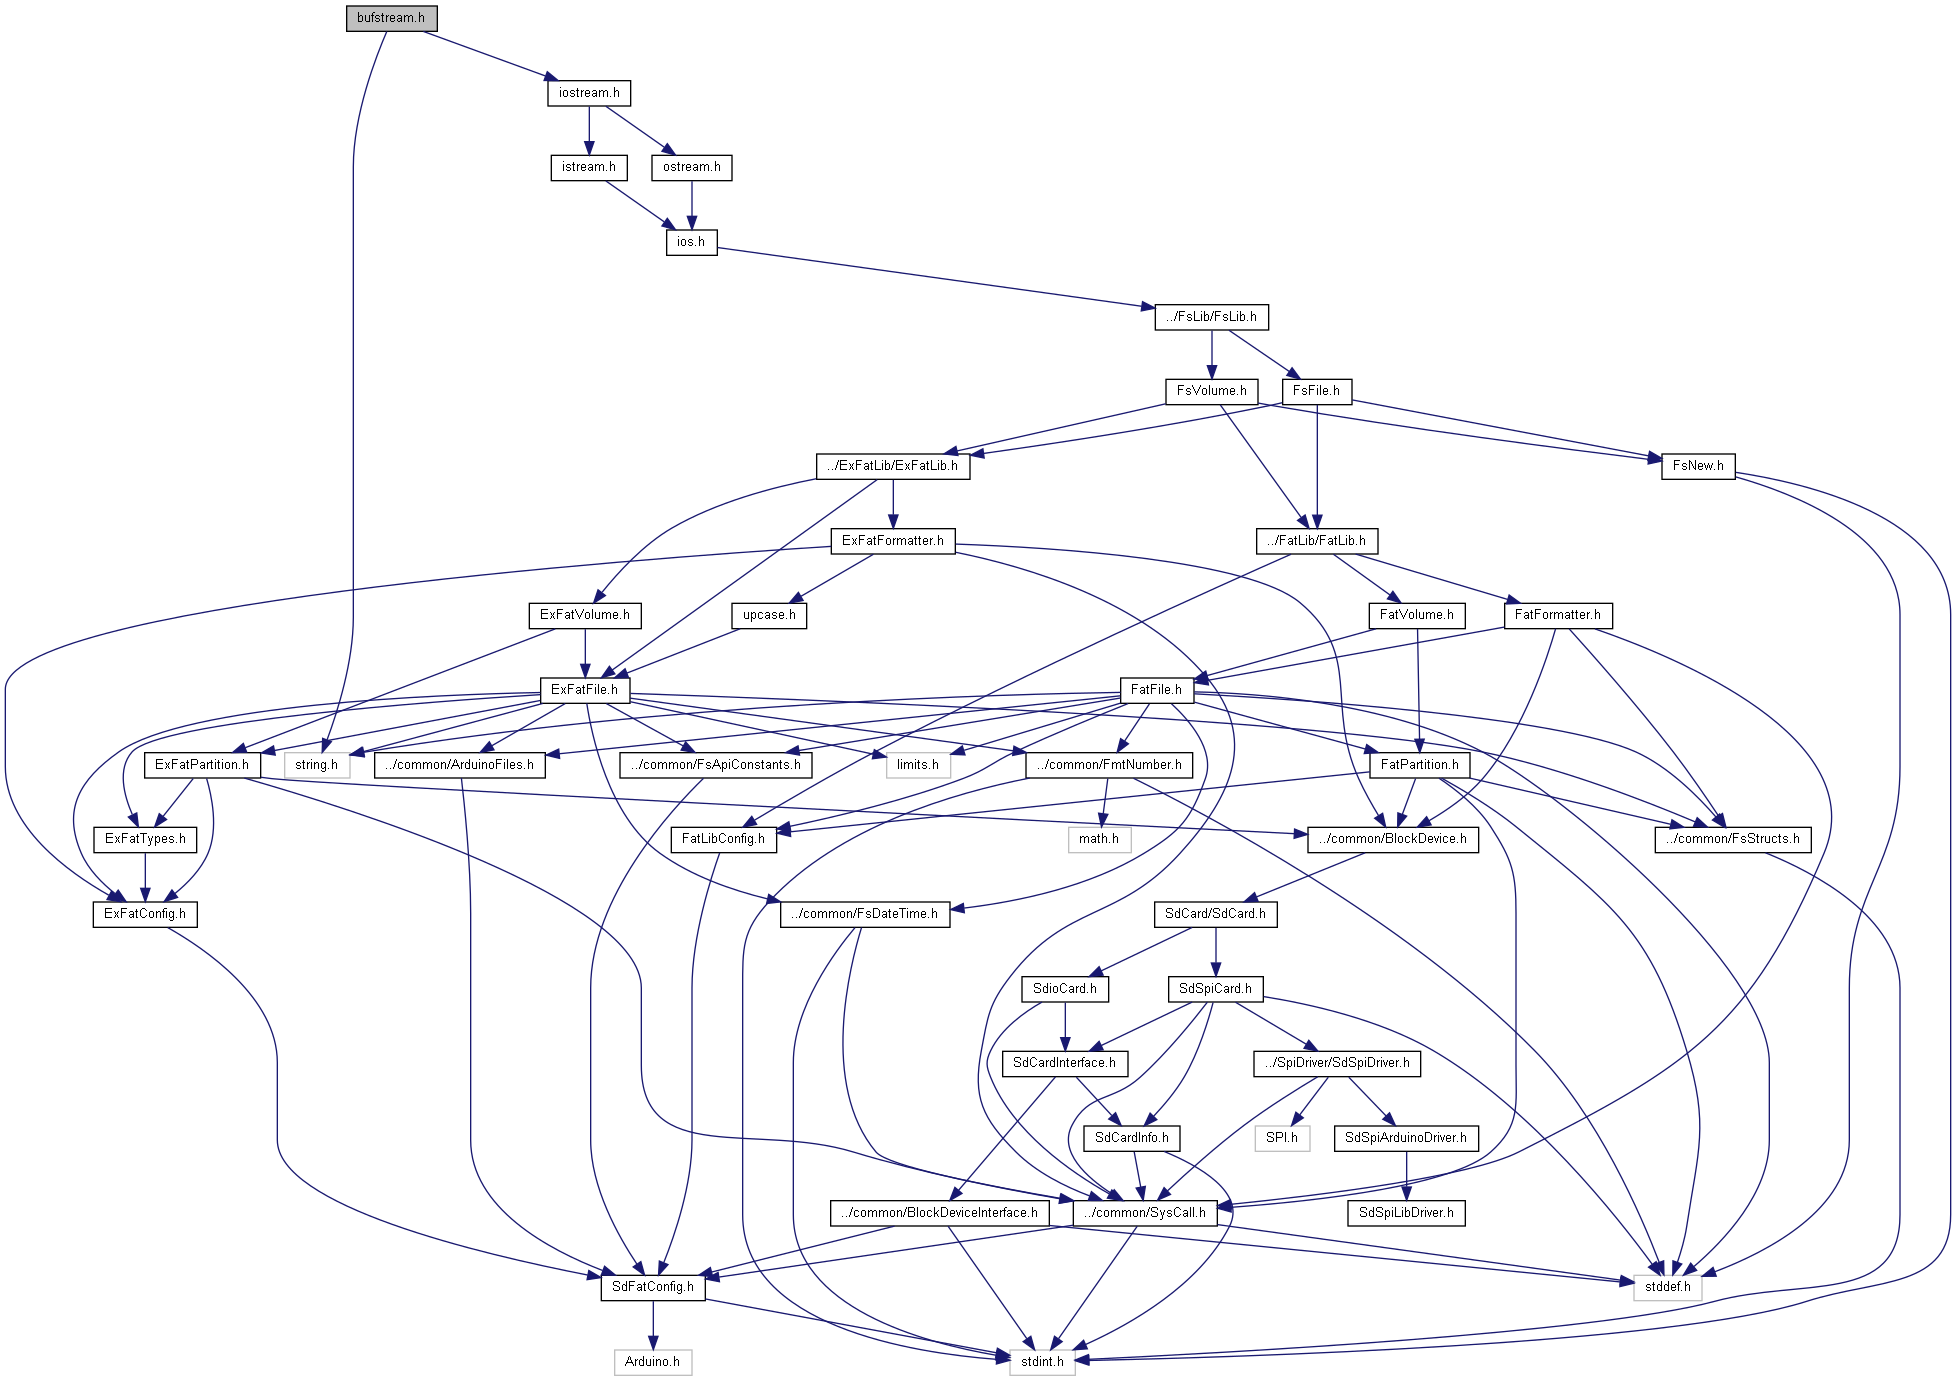 bufstream.h
iostream.h
istream.h
ostream.h
ios.h
../FsLib/FsLib.h
FsVolume.h
FsFile.h
../ExFatLib/ExFatLib.h
FsNew.h
ExFatFormatter.h
../FatLib/FatLib.h
ExFatVolume.h
upcase.h
FatVolume.h
FatFormatter.h
ExFatFile.h
FatFile.h
ExFatPartition.h
string.h
../common/ArduinoFiles.h
../common/FsApiConstants.h
limits.h
../common/FmtNumber.h
FatPartition.h
ExFatTypes.h
FatLibConfig.h
math.h
../common/BlockDevice.h
../common/FsStructs.h
ExFatConfig.h
../common/FsDateTime.h
SdCard/SdCard.h
SdioCard.h
SdSpiCard.h
SdCardInterface.h
../SpiDriver/SdSpiDriver.h
SdCardInfo.h
SPI.h
SdSpiArduinoDriver.h
../common/BlockDeviceInterface.h
../common/SysCall.h
SdSpiLibDriver.h
SdFatConfig.h
stddef.h
Arduino.h
stdint.h